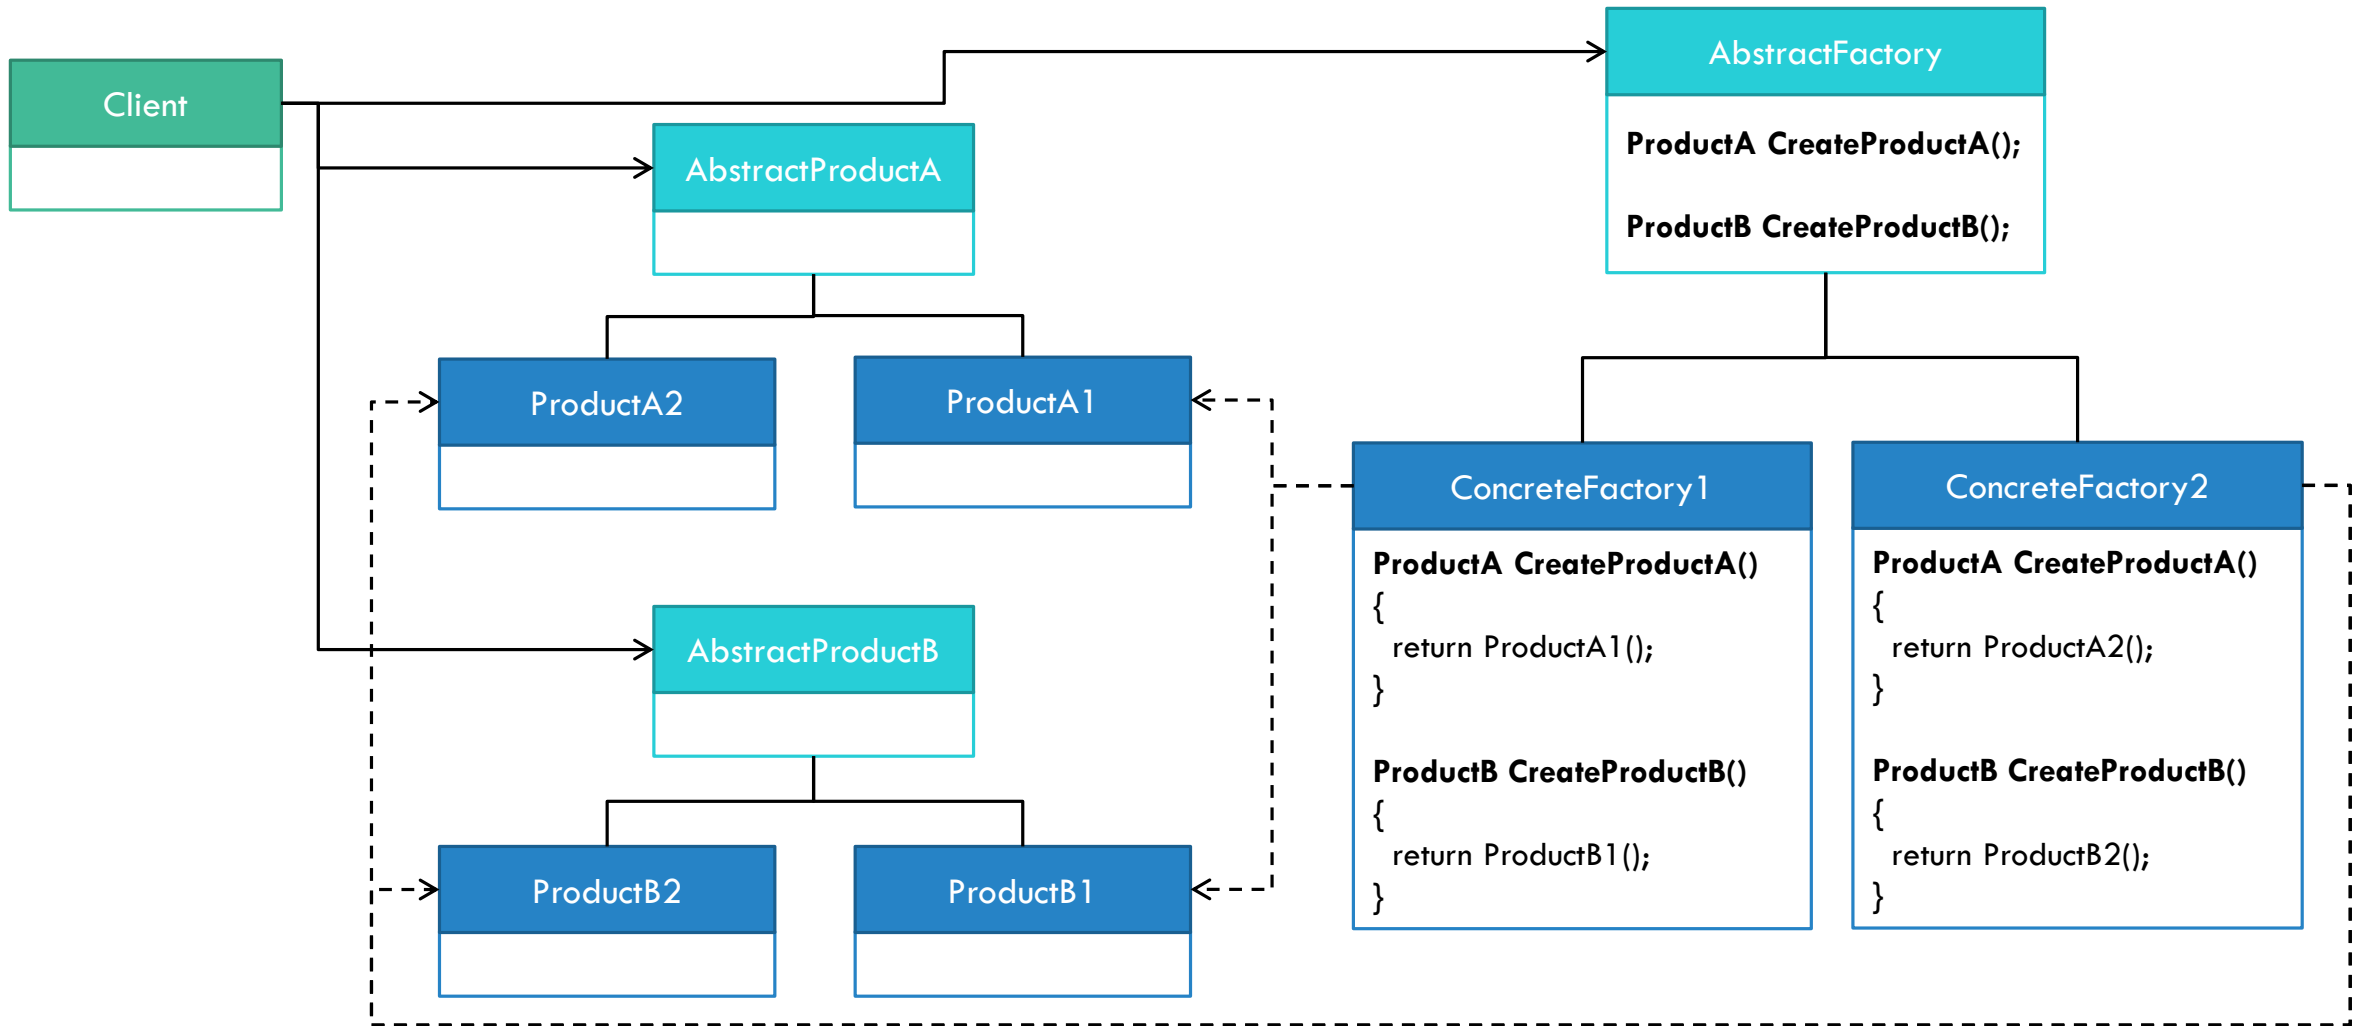 Client
AbstractFactory
ProductA CreateProductA();
ProductB CreateProductB();
AbstractProductA
ProductA2
ProductA1
AbstractProductB
ProductB2
ProductB1
ConcreteFactory1
ProductA CreateProductA()
{
return ProductA1();
}
ProductB CreateProductB()
{
return ProductB1();
}
ConcreteFactory2
ProductA CreateProductA()
{
return ProductA2();
}
ProductB CreateProductB()
{
return ProductB2();
}